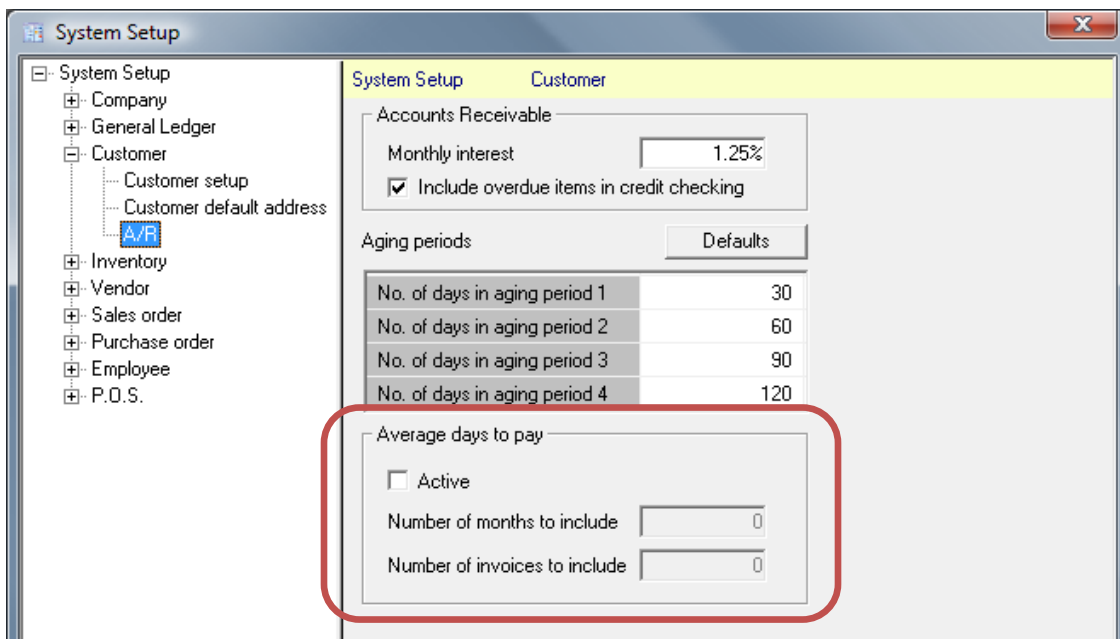 System Setup
System Setup
Company
General Ledger
Customer
Customer setup
Customer default address
A/R
Inventory
Vendor
Sales order
Purchase order
Employee
P.O.S.
System Setup Customer
Accounts Receivable
Monthly interest 1.25%
Include overdue items in credit checking
Aging periods Defaults
No. of days in aging period 1 30
No. of days in aging period 2 60
No. of days in aging period 3 90
No. of days in aging period 4 120
Average days to pay
Active
Number of months to include 0
Number of invoices to include 0